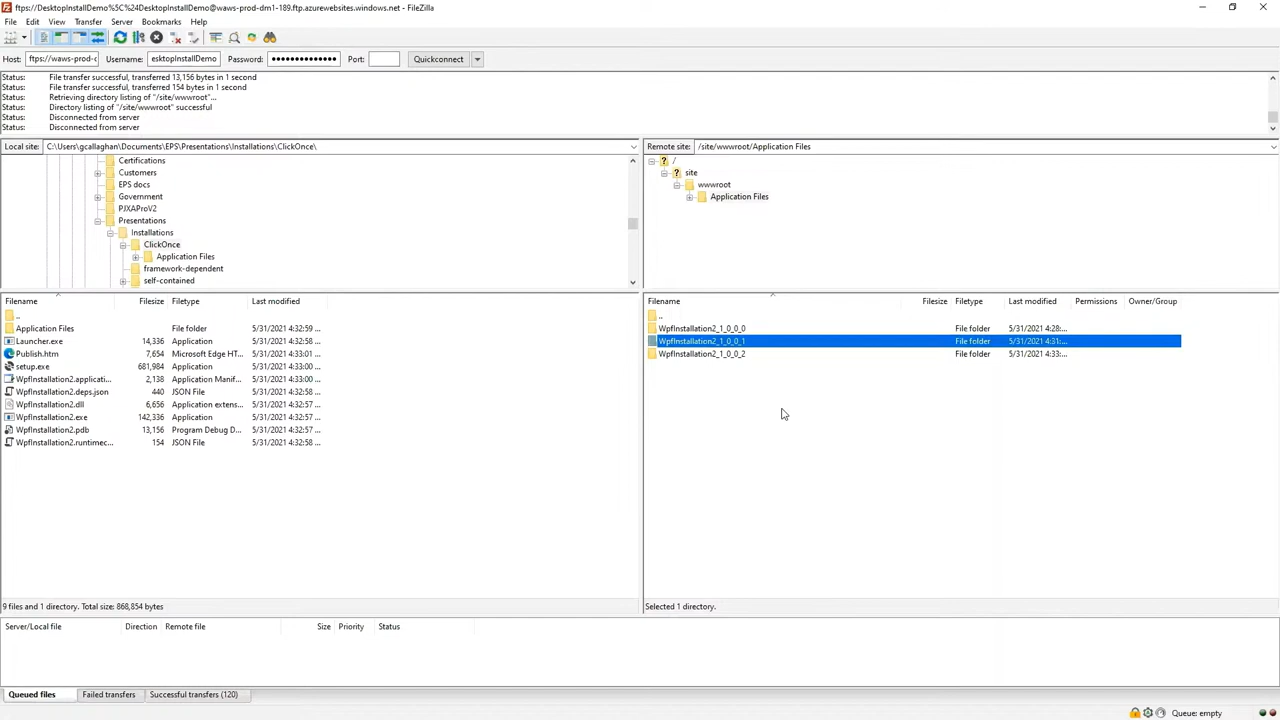 ftps://DesktopInstallDemo%5C%24DesktopInstallDemo@waws-prod-dm1-189.ftp.azurewebsites.windows.net - FileZilla
File Edit View Transfer Server Bookmarks Help
Host: ftps://waws-prod-c Username: esktopInstallDemo Password: •••••••••••••• Port: Quickconnect
Status: File transfer successful, transferred 13,156 bytes in 1 second
Status: File transfer successful, transferred 154 bytes in 1 second
Status: Retrieving directory listing of "/site/wwwroot"...
Status: Directory listing of "/site/wwwroot" successful
Status: Disconnected from server
Status: Disconnected from server
Local site: C:\Users\gcallaghan\Documents\EPS\Presentations\Installations\ClickOnce\
Certifications
Customers
EPS docs
Government
PJXAProV2
Presentations
Installations
ClickOnce
Application Files
framework-dependent
self-contained
Filename Filesize Filetype Last modified
..
Application Files File folder 5/31/2021 4:32:59 ...
Launcher.exe 14,336 Application 5/31/2021 4:32:58 ...
Publish.htm 7,654 Microsoft Edge HT... 5/31/2021 4:33:00 ...
setup.exe 681,984 Application 5/31/2021 4:33:00 ...
WpfInstallation2.applicati... 2,138 Application Manif... 5/31/2021 4:33:00 ...
WpfInstallation2.deps.json 440 JSON File 5/31/2021 4:32:58 ...
WpfInstallation2.dll 6,656 Application extens... 5/31/2021 4:32:57 ...
WpfInstallation2.exe 142,336 Application 5/31/2021 4:32:57 ...
WpfInstallation2.pdb 13,156 Program Debug D... 5/31/2021 4:32:57 ...
WpfInstallation2.runtimec... 154 JSON File 5/31/2021 4:32:58 ...
9 files and 1 directory. Total size: 868,854 bytes
Remote site: /site/wwwroot/Application Files
/
site
wwwroot
Application Files
Filename Filesize Filetype Last modified Permissions Owner/Group
..
WpfInstallation2_1_0_0_0 File folder 5/31/2021 4:28:...
WpfInstallation2_1_0_0_1 File folder 5/31/2021 4:31:...
WpfInstallation2_1_0_0_2 File folder 5/31/2021 4:33:...
Selected 1 directory.
Server/Local file Direction Remote file Size Priority Status
Queued files Failed transfers Successful transfers (120)
Queue: empty